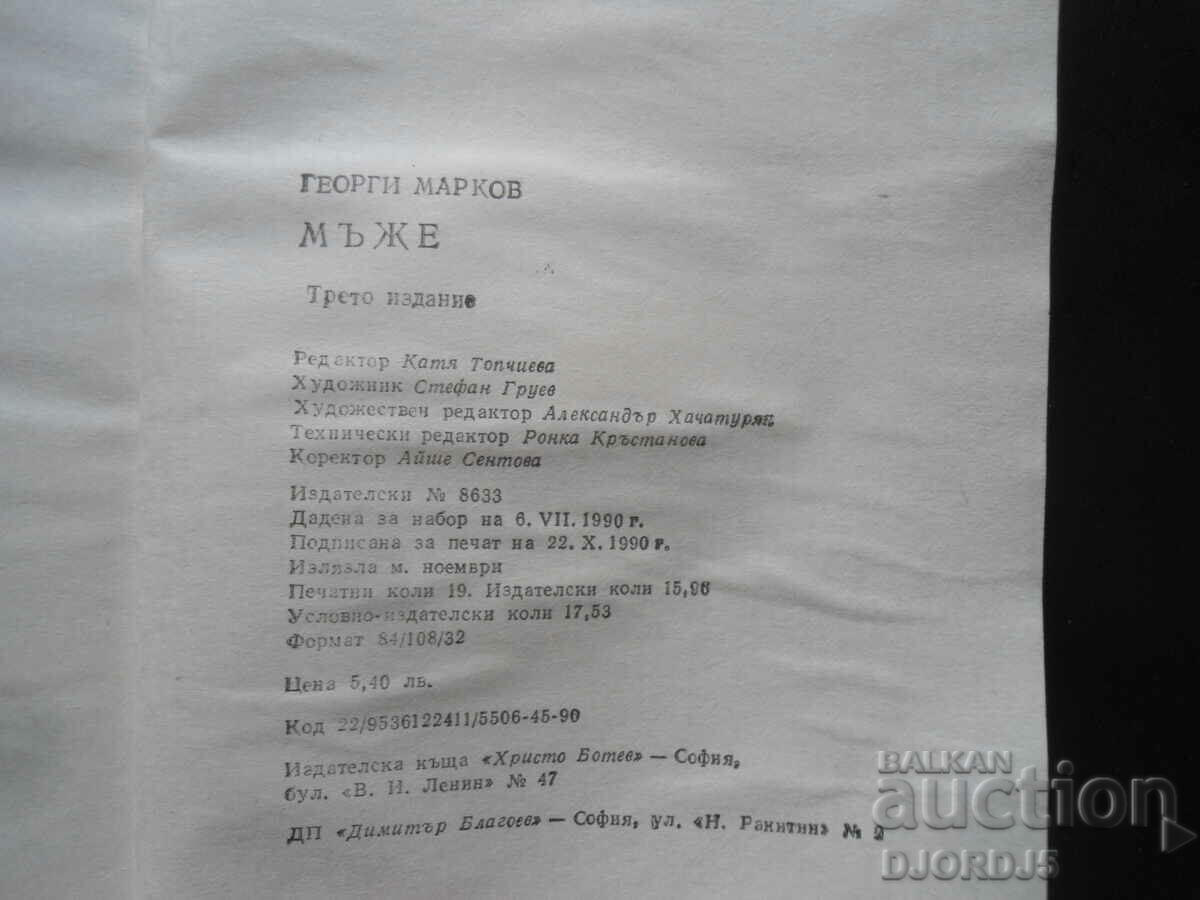 ГЕОРГИ МАРКОВ
МЪЖЕ
Трето издание
Редактор Катя Топчиева
Художник Стефан Груев
Художествен редактор Александър Хачатурян
Технически редактор Ронка Кръстанова
Коректор Айше Сентова
Издателски № 8633
Дадена за набор на 6. VII. 1990 г.
Подписана за печат на 22. X. 1990 г.
Излязла м. ноември
Печатни коли 19. Издателски коли 15,96
Условно-издателски коли 17,53
Формат 84/108/32
Цена 5,40 лв.
Код 22/9536122411/5506-45-90
Издателска къща «Христо Ботев» — София,
бул. «В. И. Ленин» № 47
ДП «Димитър Благоев» — София, ул. «Н. Ракитин» № 2
BALKAN
auction
DJORDJ5